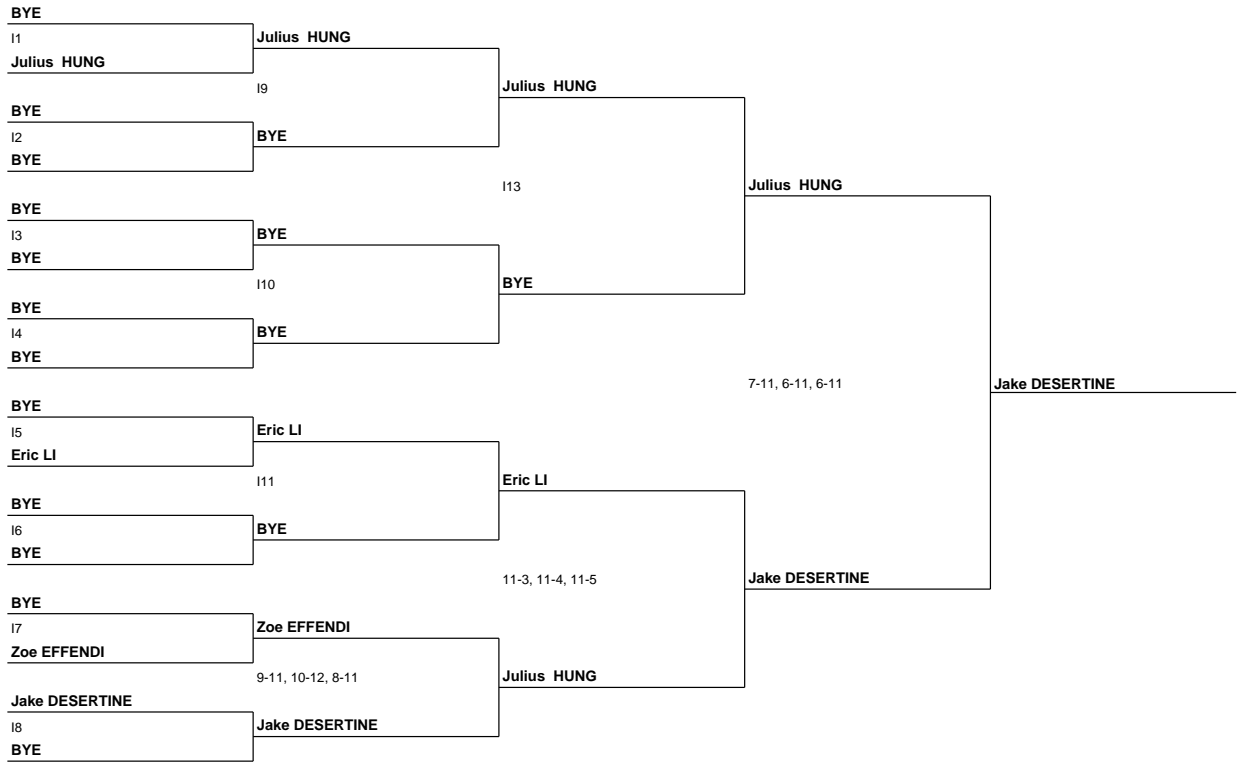 BYE
I1
Julius HUNG
BYE
I2
BYE
BYE
I3
BYE
BYE
I4
BYE
BYE
I5
Eric LI
BYE
I6
BYE
BYE
I7
Zoe EFFENDI
Jake DESERTINE
I8
BYE
Julius HUNG
I9
BYE
BYE
I10
BYE
Eric LI
I11
BYE
Zoe EFFENDI
9-11, 10-12, 8-11
Jake DESERTINE
Julius HUNG
I13
BYE
Eric LI
11-3, 11-4, 11-5
Julius HUNG
Julius HUNG
7-11, 6-11, 6-11
Jake DESERTINE
Jake DESERTINE